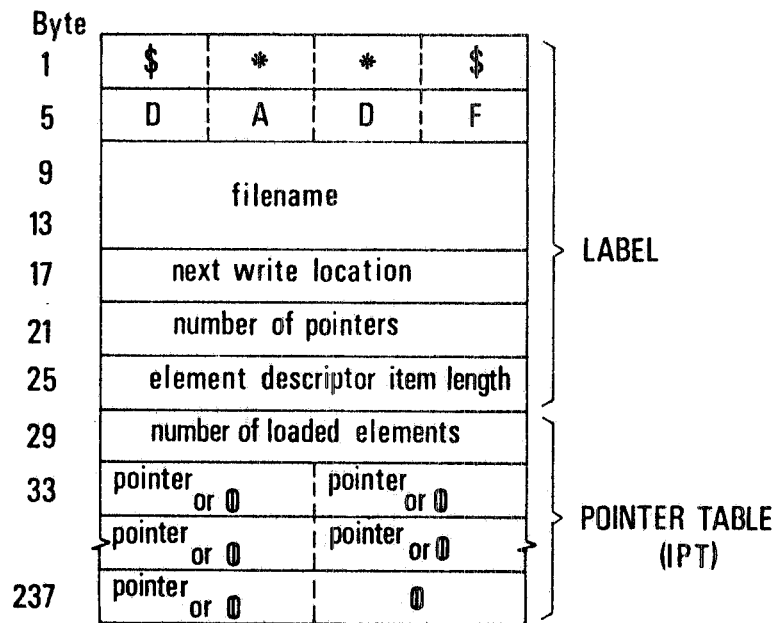 Byte
1 $ * * $
5 D A D F
9
filename
13
LABEL
17 next write location
21 number of pointers
25 element descriptor item length
29 number of loaded elements
33 pointer or 0 pointer or 0
pointer or 0 pointer or 0
POINTER TABLE
(IPT)
237 pointer or 0 0